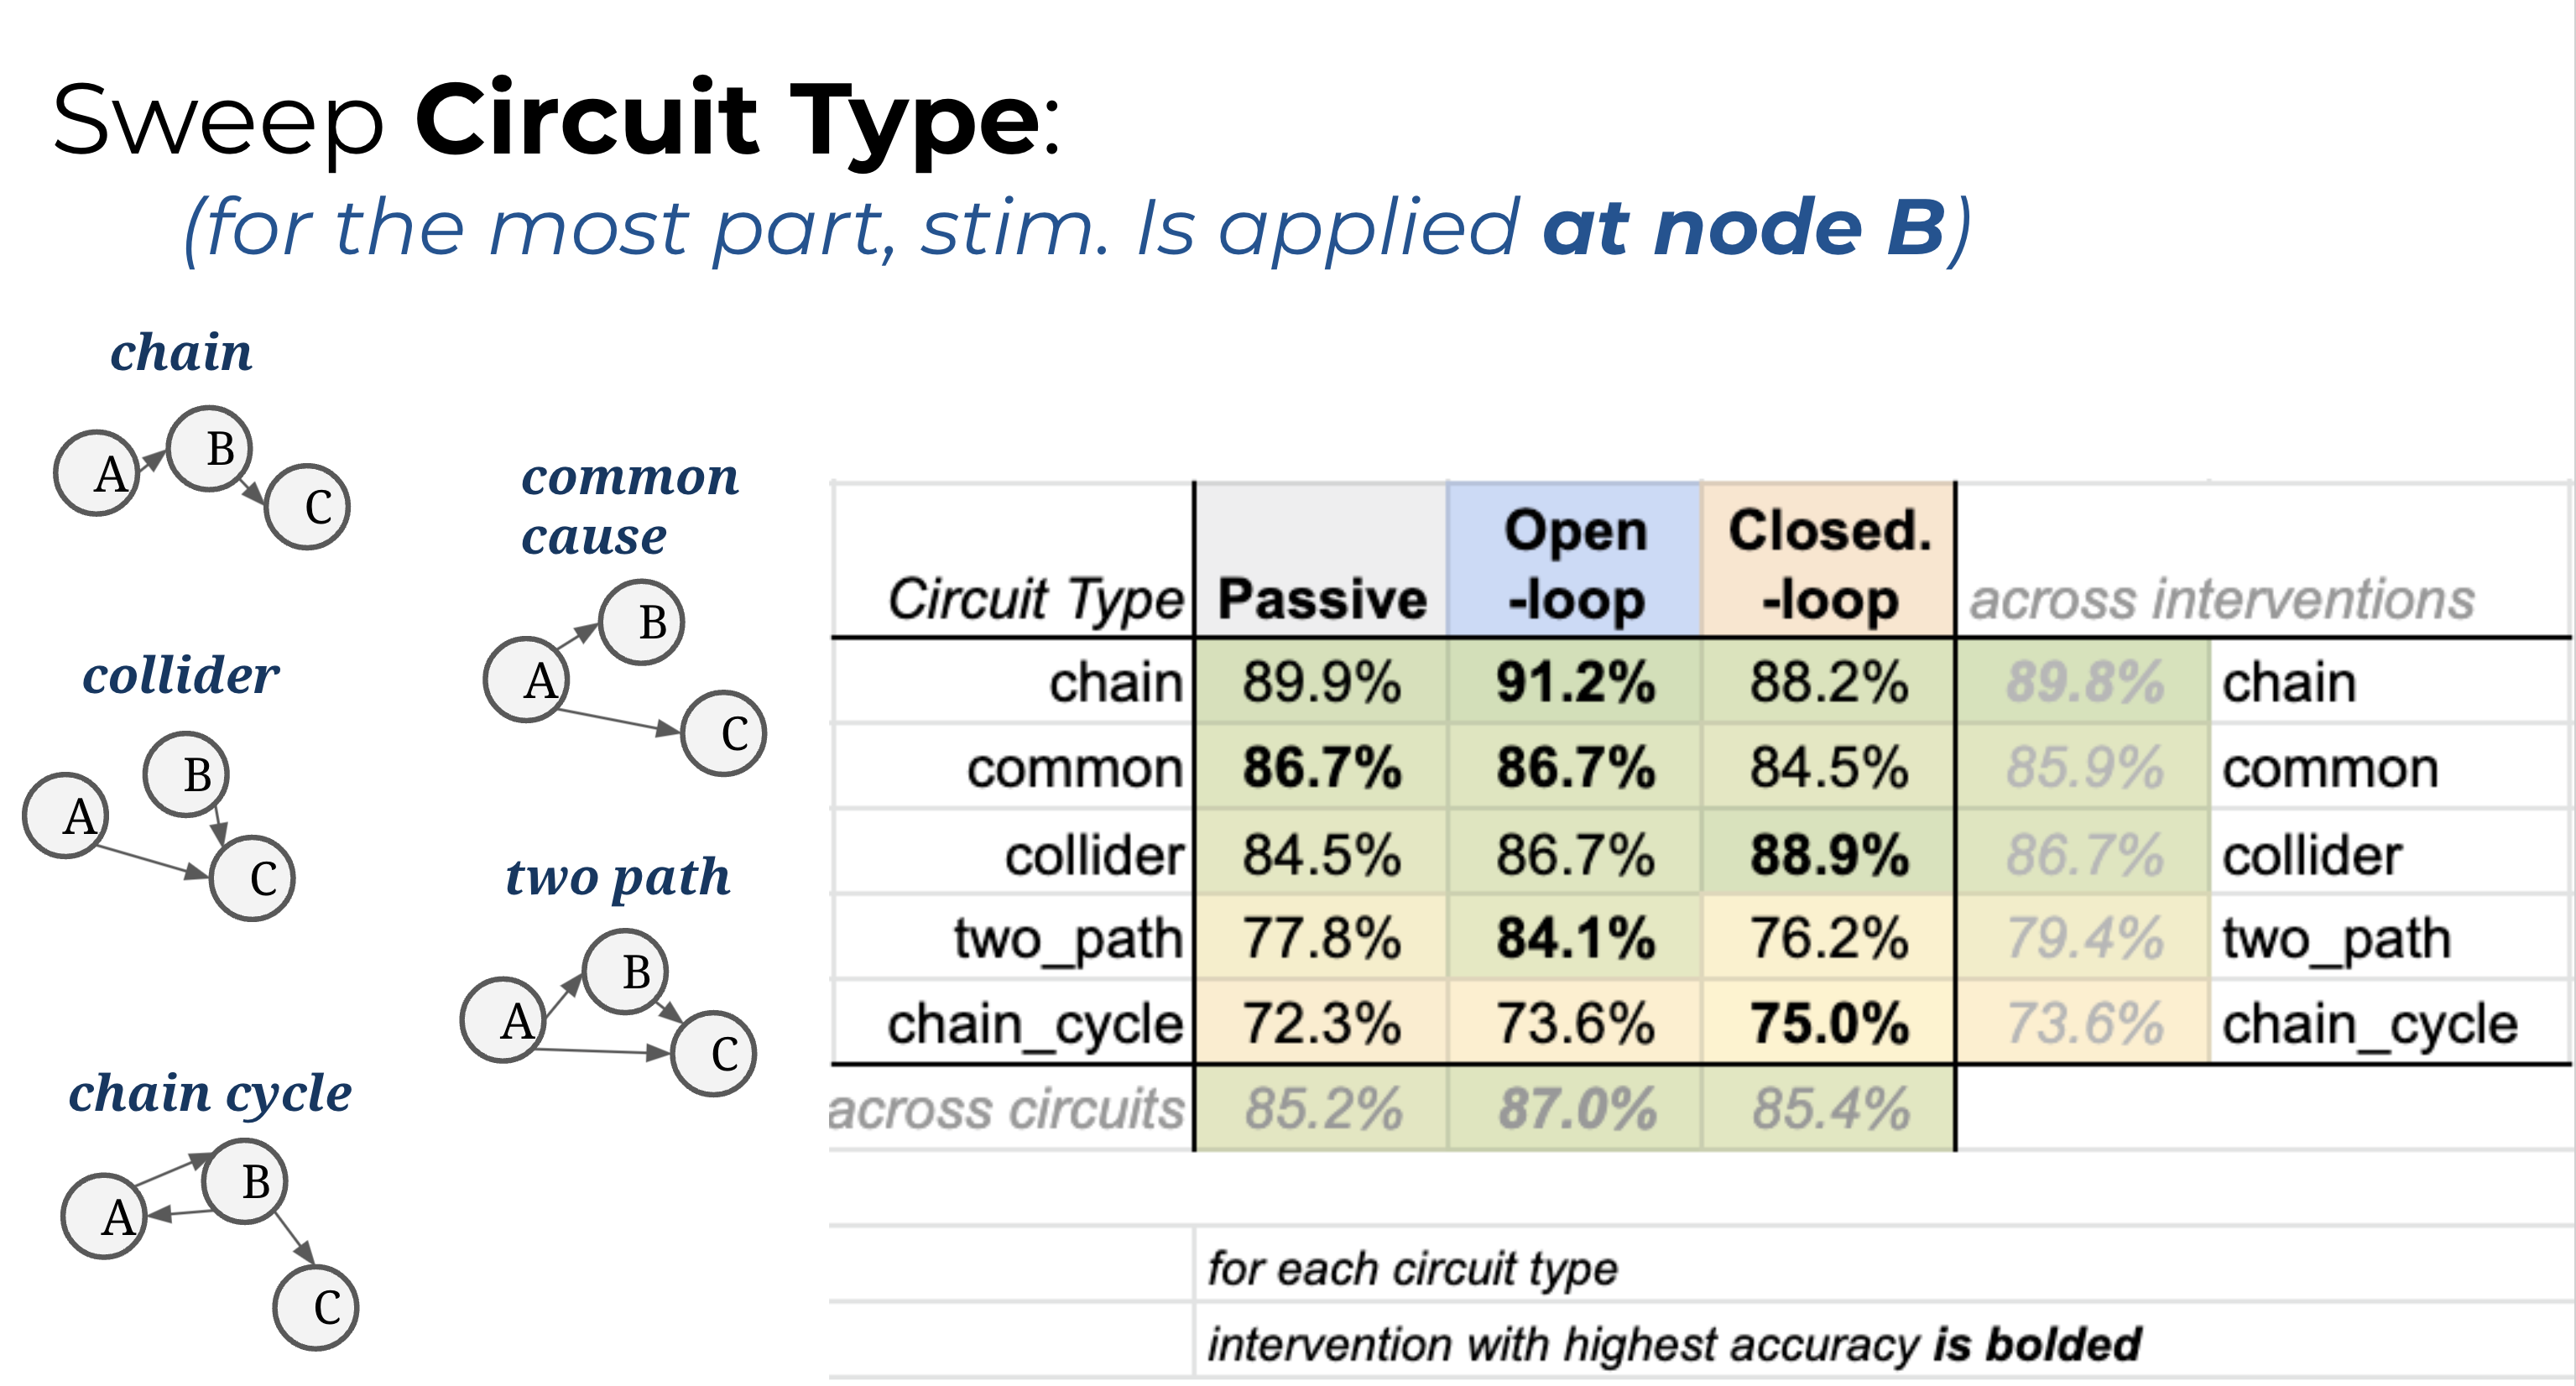 Sweep Circuit Type:
(for the most part, stim. Is applied at node B)
chain
A
B
C
common
cause
A
B
C
collider
A
B
C
two path
A
B
C
chain cycle
A
B
C
Circuit Type Passive Open -loop Closed. -loop across interventions
chain 89.9% 91.2% 88.2% 89.8% chain
common 86.7% 86.7% 84.5% 85.9% common
collider 84.5% 86.7% 88.9% 86.7% collider
two_path 77.8% 84.1% 76.2% 79.4% two_path
chain_cycle 72.3% 73.6% 75.0% 73.6% chain_cycle
across circuits 85.2% 87.0% 85.4%
for each circuit type
intervention with highest accuracy is bolded